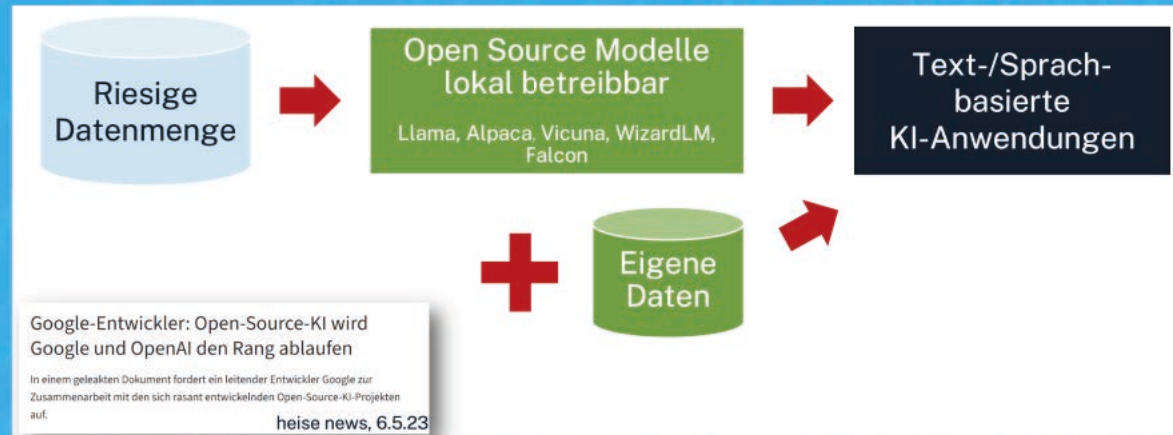 Riesige
Datenmenge
Open Source Modelle
lokal betreibbar
Llama, Alpaca, Vicuna, WizardLM,
Falcon
Text-/Sprach-
basierte
KI-Anwendungen
Eigene
Daten
Google-Entwickler: Open-Source-KI wird
Google und OpenAI den Rang ablaufen
In einem geleakten Dokument fordert ein leitender Entwickler Google zur
Zusammenarbeit mit den sich rasant entwickelnden Open-Source-KI-Projekten
auf.
heise news, 6.5.23